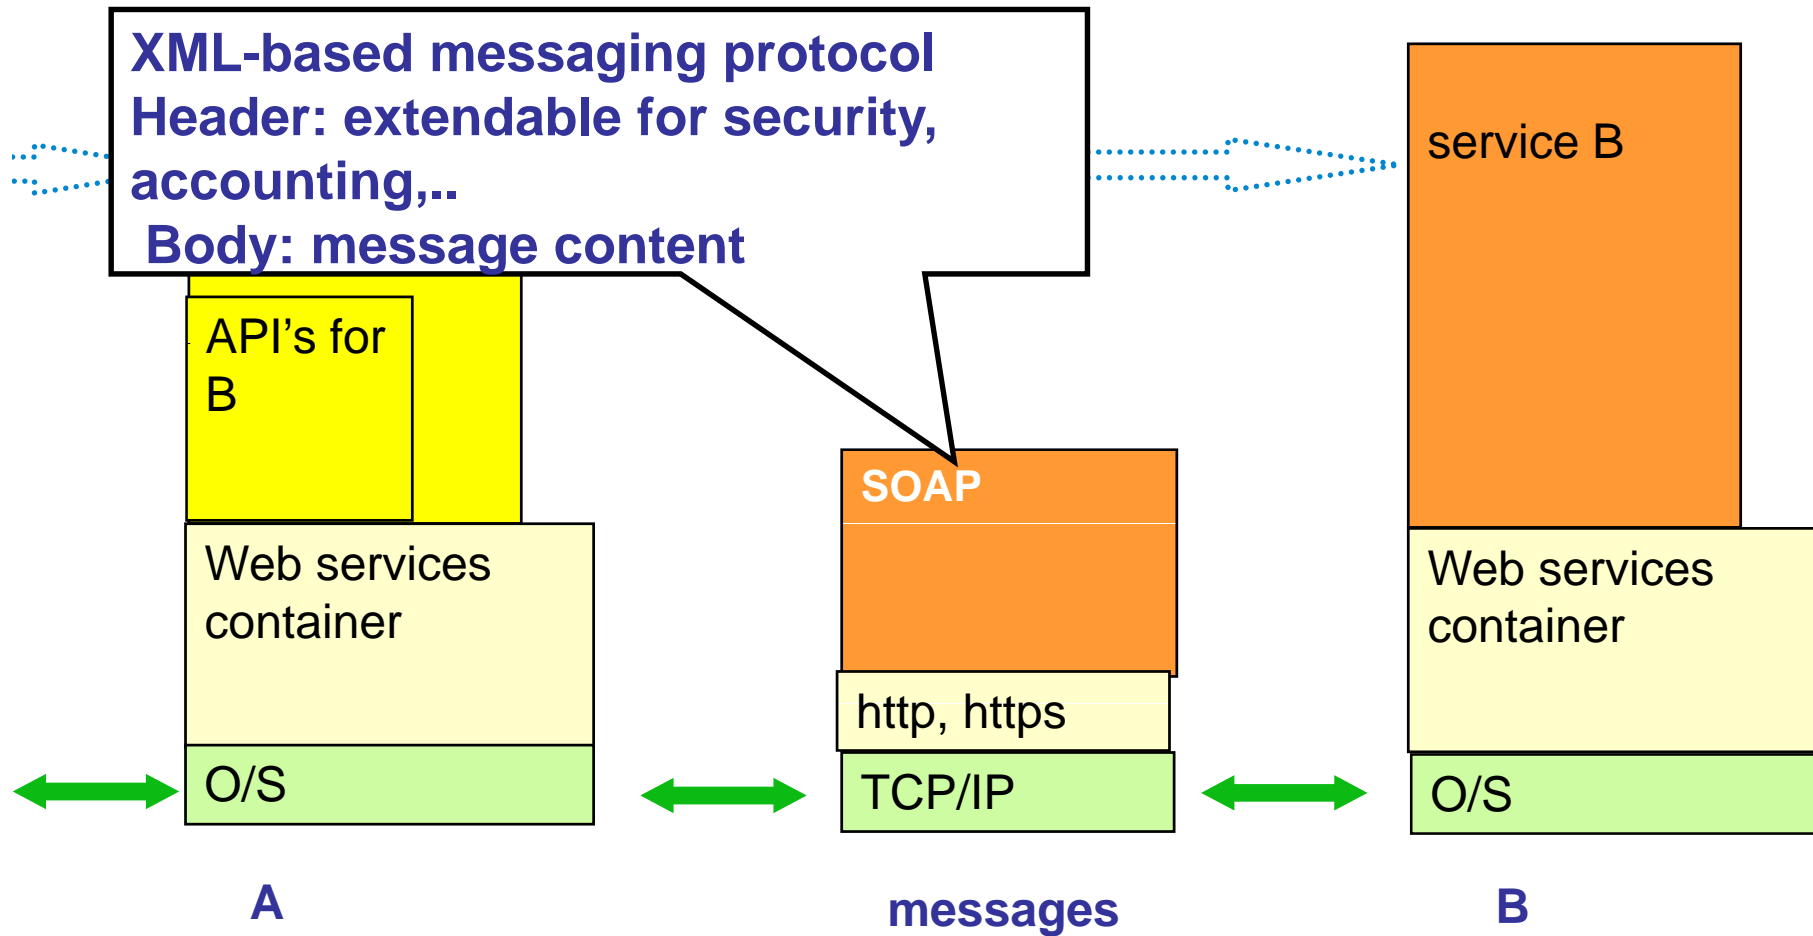 XML-based messaging protocol
Header: extendable for security,
accounting,..
Body: message content
service B
API's for
B
SOAP
Web services
container
Web services
container
http, https
O/S
TCP/IP
O/S
A
messages
B